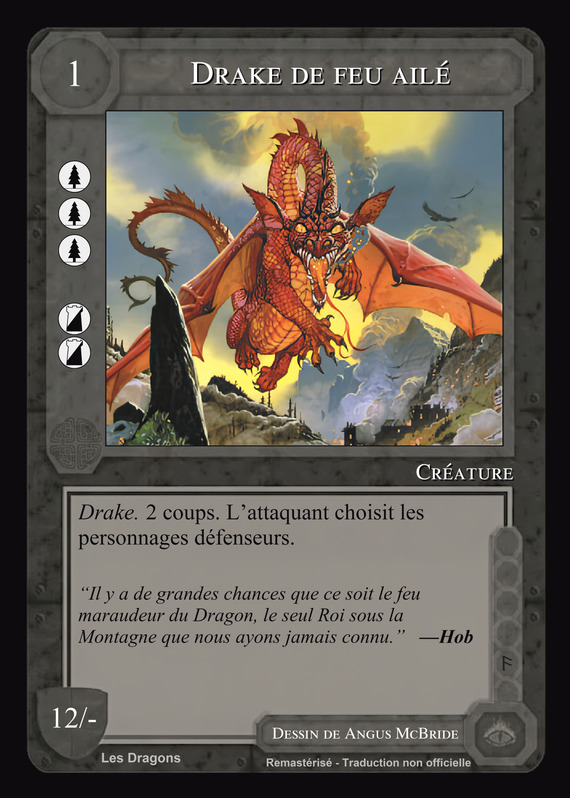 1
Drake de feu ailé
Créature
Drake. 2 coups. L’attaquant choisit les
personnages défenseurs.
“Il y a de grandes chances que ce soit le feu
maraudeur du Dragon, le seul Roi sous la
Montagne que nous ayons jamais connu.” —Hob
12/-
Dessin de Angus McBride
Les Dragons
Remastérisé - Traduction non officielle